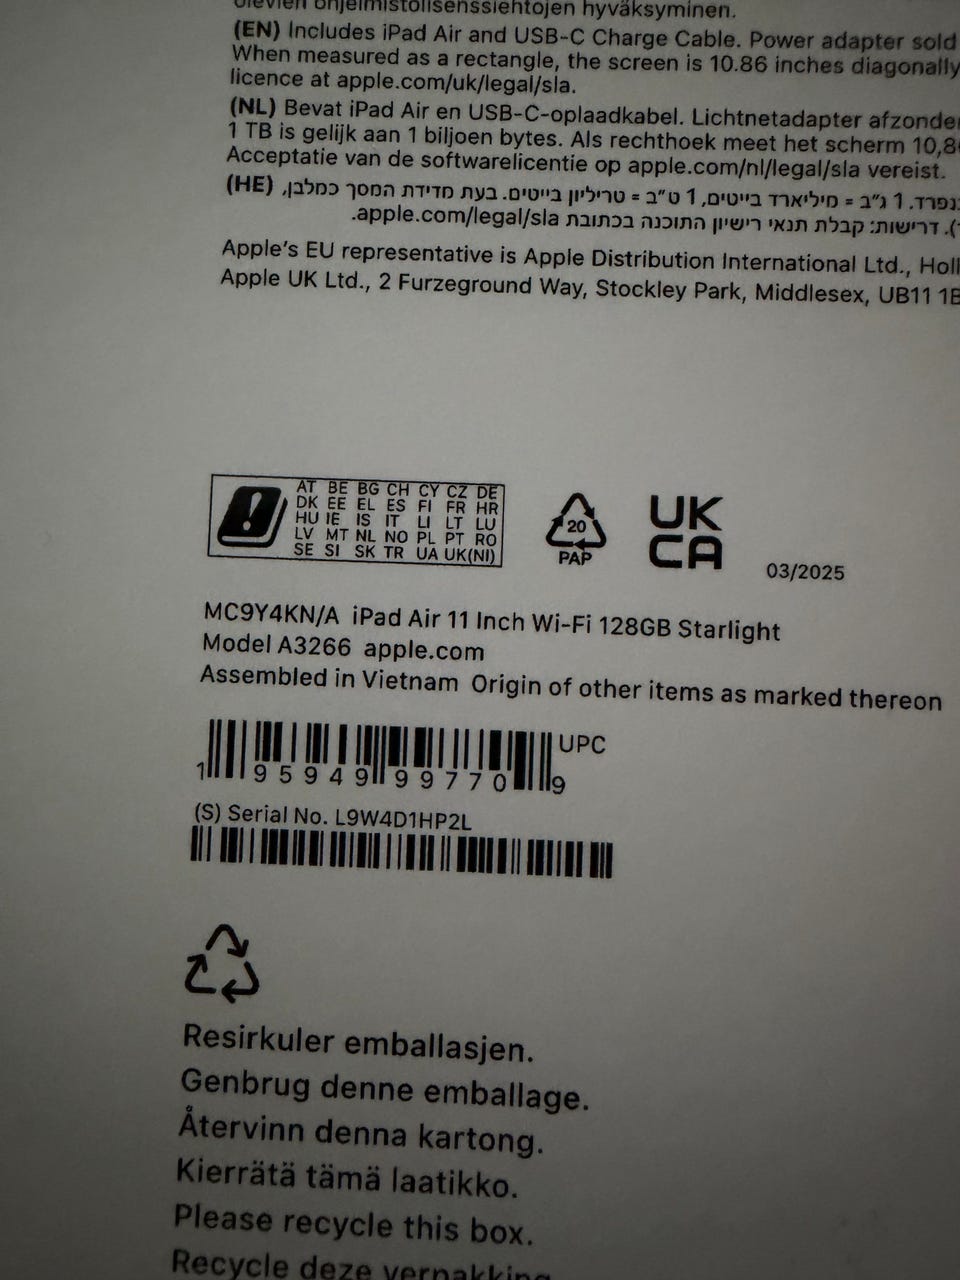 olevien ohjelmistolisenssiehtojen hyväksyminen.
(EN) Includes iPad Air and USB-C Charge Cable. Power adapter sold
When measured as a rectangle, the screen is 10.86 inches diagonally
licence at apple.com/uk/legal/sla.
(NL) Bevat iPad Air en USB-C-oplaadkabel. Lichtnetadapter
1 TB is gelijk aan 1 biljoen bytes. Als rechthoek meet het scherm
Acceptatie van de softwarelicentie op apple.com/nl/legal/sla vereist.
(HE) בנפרד. 1 ג״ב = מיליארד בייטים, 1 ט״ב = טריליון בייטים. בעת מדידת המסך כמלבן,
דרישות: קבלת תנאי רישיון התוכנה בכתובת apple.com/legal/sla.
Apple's EU representative is Apple Distribution International Ltd.,
Apple UK Ltd., 2 Furzeground Way, Stockley Park, Middlesex, UB11
AT BE BG CH CY CZ DE
DK EE EL ES FI FR HR
HU IE IS IT LI LT LU
LV MT NL NO PL PT RO
SE SI SK TR UA UK(NI)
20
PAP
UK
CA
03/2025
MC9Y4KN/A iPad Air 11 Inch Wi-Fi 128GB Starlight
Model A3266 apple.com
Assembled in Vietnam Origin of other items as marked thereon
UPC
1 95949 99770 9
(S) Serial No. L9W4D1HP2L
Resirkuler emballasjen.
Genbrug denne emballage.
Återvinn denna kartong.
Kierrätä tämä laatikko.
Please recycle this box.
Recycle deze verpakking.